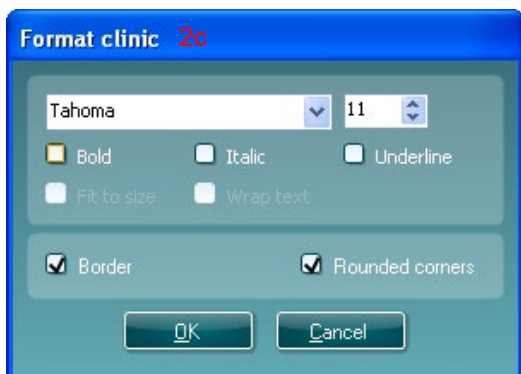 Format clinic 2c
Tahoma 11
Bold Italic Underline
Fit to size Wrap text
Border Rounded corners
OK Cancel